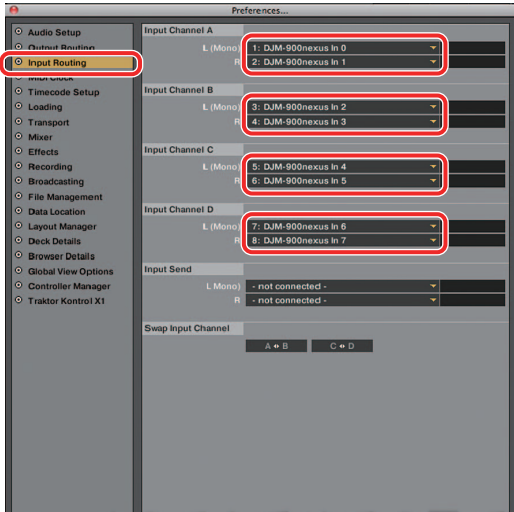 Preferences...
Audio Setup
Output Routing
Input Routing
MIDI Clock
Timecode Setup
Loading
Transport
Mixer
Effects
Recording
Broadcasting
File Management
Data Location
Layout Manager
Deck Details
Browser Details
Global View Options
Controller Manager
Traktor Kontrol X1
Input Channel A
L (Mono) 1: DJM-900nexus In 0
R 2: DJM-900nexus In 1
Input Channel B
L (Mono) 3: DJM-900nexus In 2
R 4: DJM-900nexus In 3
Input Channel C
L (Mono) 5: DJM-900nexus In 4
R 6: DJM-900nexus In 5
Input Channel D
L (Mono) 7: DJM-900nexus In 6
R 8: DJM-900nexus In 7
Input Send
L Mono) - not connected -
R - not connected -
Swap Input Channel
A B C D